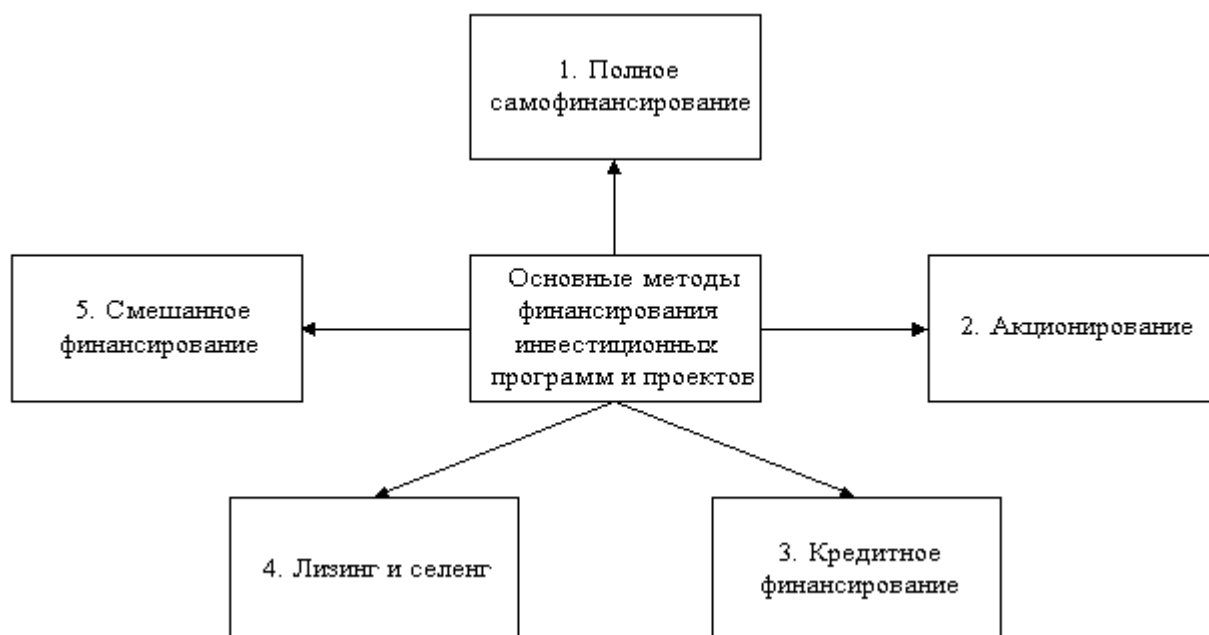 1. Полное
самофинансирование
5. Смешанное
финансирование
Основные методы
финансирования
инвестиционных
программ и проектов
2. Акционирование
4. Лизинг и селенг
3. Кредитное
финансирование